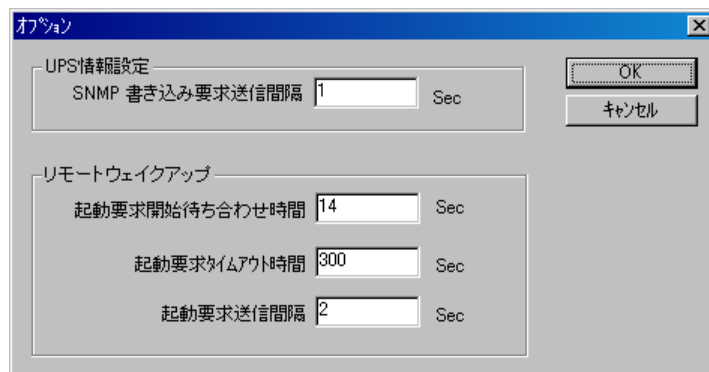 ｵﾌﾟｼｮﾝ
UPS情報設定
SNMP 書き込み要求送信間隔 1 Sec
OK
ｷｬﾝｾﾙ
リモートウェイクアップ
起動要求開始待ち合わせ時間 14 Sec
起動要求ﾀｲﾑｱｳﾄ時間 300 Sec
起動要求送信間隔 2 Sec